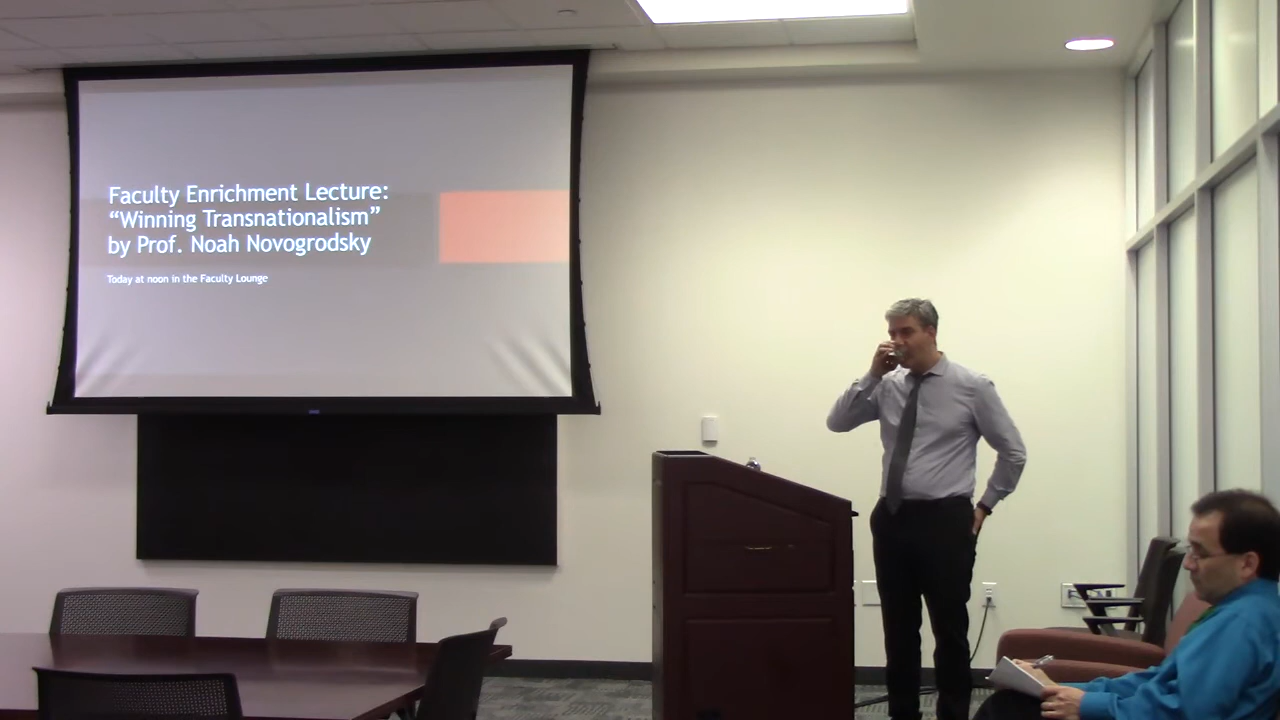 Faculty Enrichment Lecture:
“Winning Transnationalism”
by Prof. Noah Novogrodsky
Today at noon in the Faculty Lounge